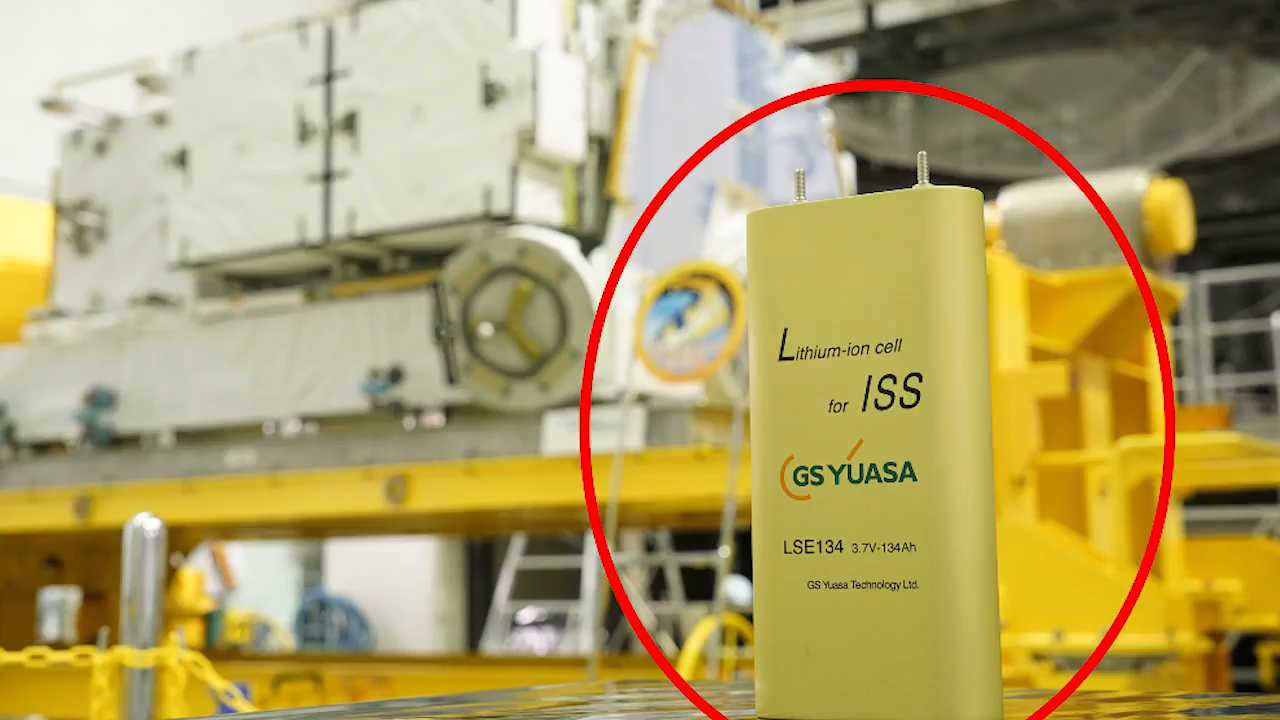 Lithium-ion cell
for ISS
GS YUASA
LSE134 3.7V-134Ah
GS Yuasa Technology Ltd.